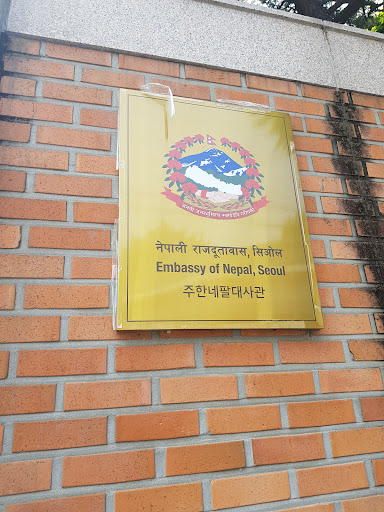 नेपाली राजदूतावास, सिओल
Embassy of Nepal, Seoul
주한네팔대사관